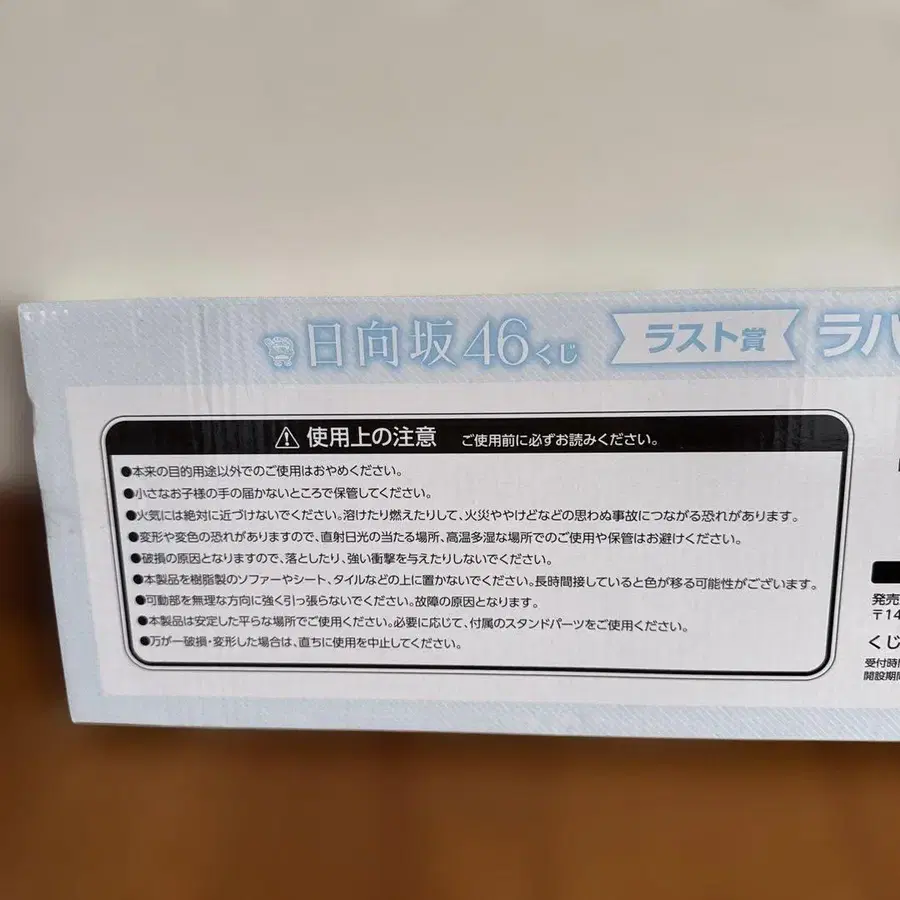 日向坂46くじ ラスト賞 ラバ
⚠ 使用上の注意 ご使用前に必ずお読みください。
●本来の目的用途以外でのご使用はおやめください。
●小さなお子様の手の届かないところで保管してください。
●火気には絶対に近づけないでください。溶けたり燃えたりして、火災ややけどなどの思わぬ事故につながる恐れがあります。
●変形や変色の恐れがありますので、直射日光の当たる場所、高温多湿な場所でのご使用や保管はお避けください。
●破損の原因となりますので、落としたり、強い衝撃を与えたりしないでください。
●本製品を樹脂製のソファーやシート、タイルなどの上に置かないでください。長時間接していると色が移る可能性がございます。
●可動部を無理な方向に強く引っ張らないでください。故障の原因となります。
●本製品は安定した平らな場所でご使用ください。必要に応じて、付属のスタンドパーツをご使用ください。
●万が一破損・変形した場合は、直ちに使用を中止してください。
発売
〒14
くじ
受付時間
開設期間